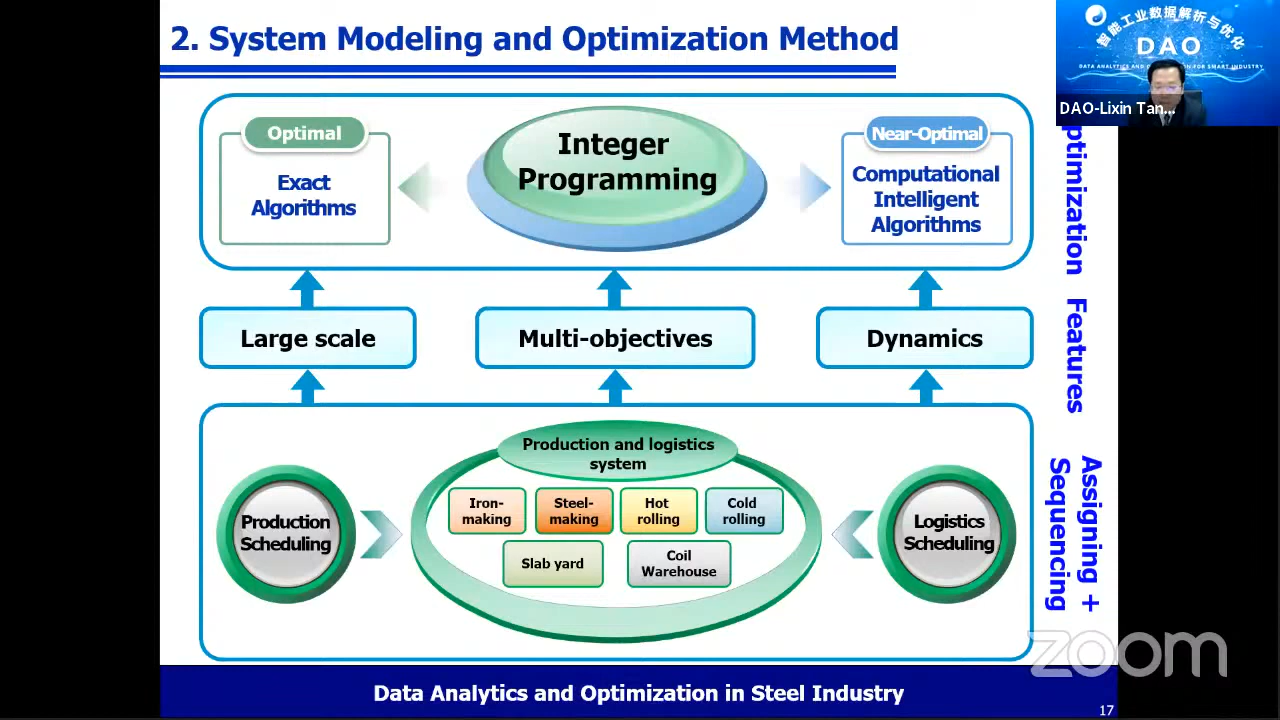 2. System Modeling and Optimization Method
智能工业数据解析与优化
DAO
DATA ANALYTICS AND OPTIMIZATION FOR SMART INDUSTRY
DAO-Lixin Tan...
Optimal
Exact
Algorithms
Integer
Programming
Near-Optimal
Computational
Intelligent
Algorithms
ptimization
Large scale
Multi-objectives
Dynamics
Features
Production and logistics
system
Iron-
making
Steel-
making
Hot
rolling
Cold
rolling
Slab yard
Coil
Warehouse
Production
Scheduling
Logistics
Scheduling
Assigning +
Sequencing
zoom
Data Analytics and Optimization in Steel Industry
17